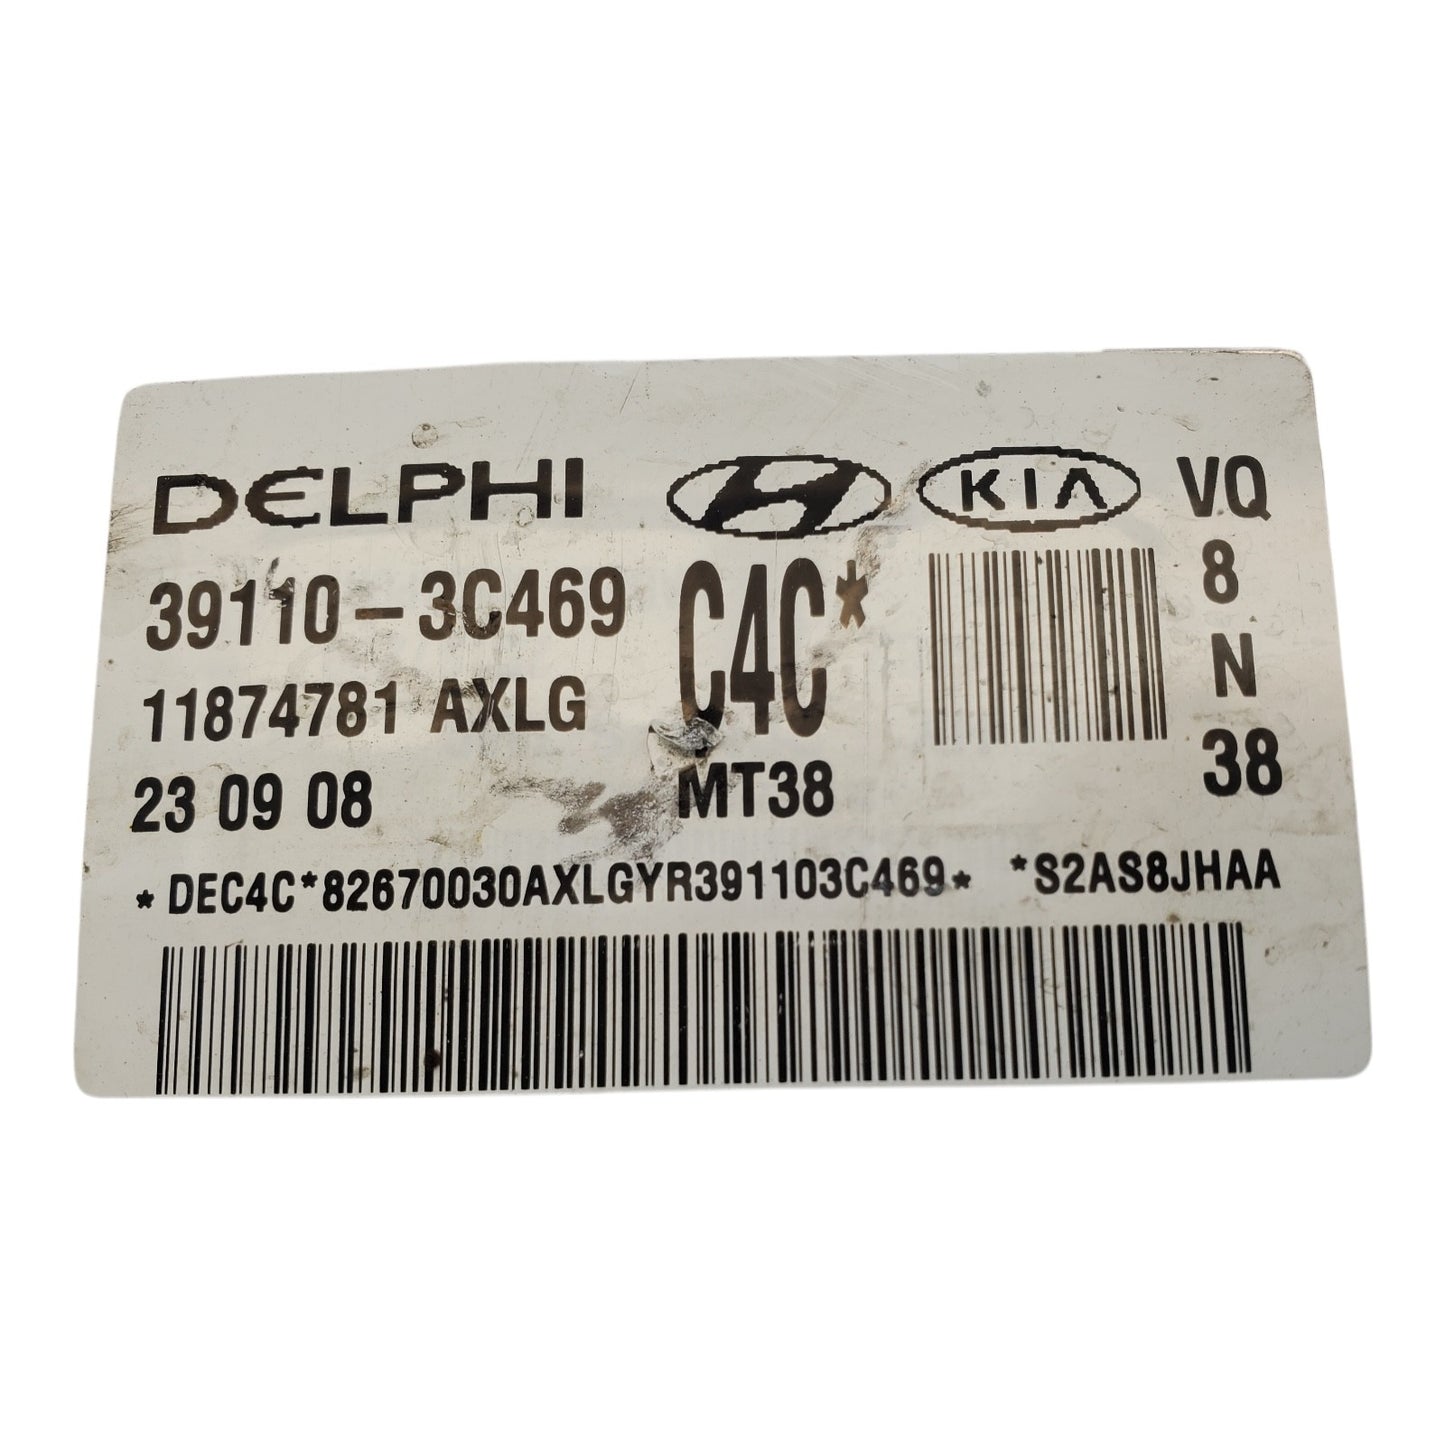 DELPHI KIA VQ
39110-3C469 C4C* 8
11874781 AXLG N
23 09 08 MT38 38
* DEC4C*82670030AXLGYR391103C469* *S2AS8JHAA